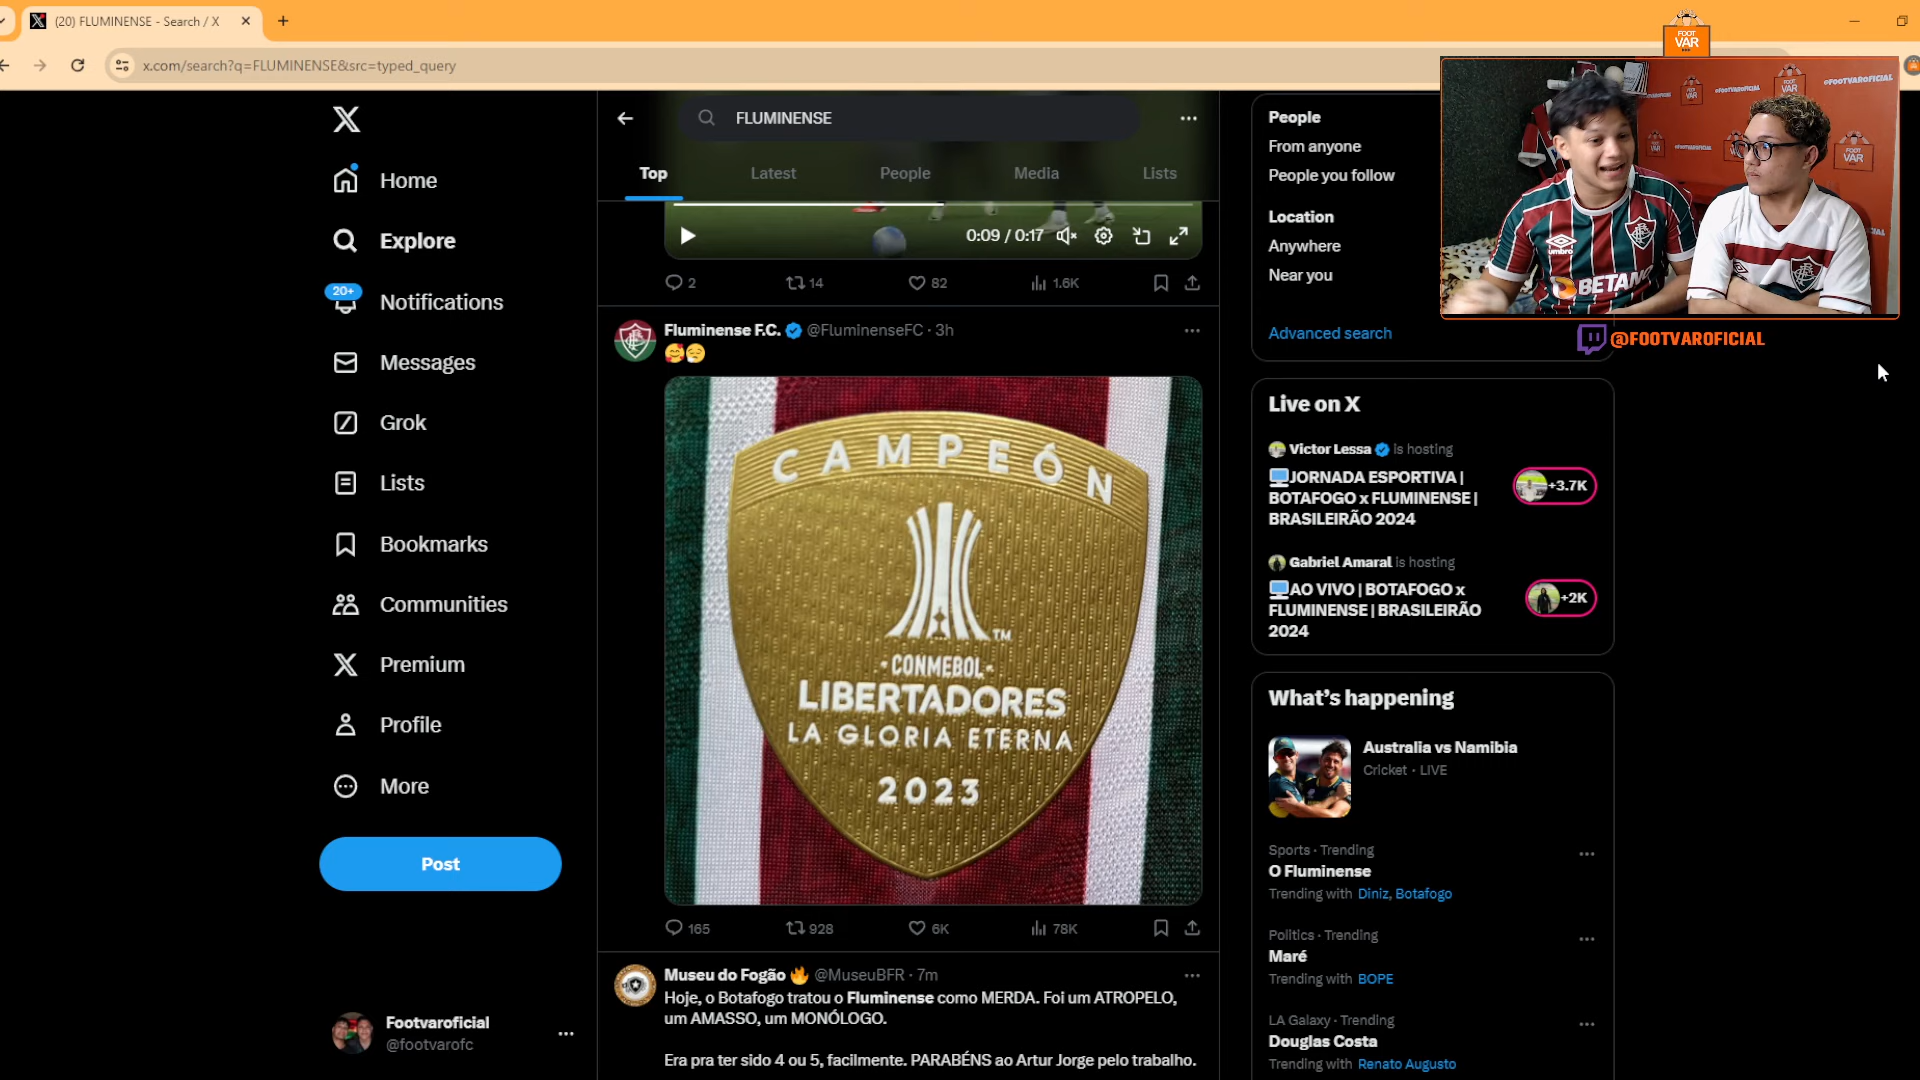 (20) FLUMINENSE - Search / X
x.com/search?q=FLUMINENSE&src=typed_query
Home
Explore
20+
Notifications
Messages
Grok
Lists
Bookmarks
Communities
Premium
Profile
More
Post
Footvaroficial
@footvarofc
FLUMINENSE
Top
Latest
People
Media
Lists
0:09 / 0:17
2
14
82
1.6K
Fluminense F.C. @FluminenseFC · 3h
🥰😮‍💨
CAMPEÓN
TM
·CONMEBOL·
LIBERTADORES
LA GLORIA ETERNA
2023
165
928
6K
78K
Museu do Fogão 🔥 @MuseuBFR · 7m
Hoje, o Botafogo tratou o Fluminense como MERDA. Foi um ATROPELO,
um AMASSO, um MONÓLOGO.
Era pra ter sido 4 ou 5, facilmente. PARABÉNS ao Artur Jorge pelo trabalho.
People
From anyone
People you follow
Location
Anywhere
Near you
Advanced search
FOOT
VAR
@FOOTVAROFICIAL
umbro
BETANO
FOOT
VAR
@FOOTVAROFICIAL
Live on X
Victor Lessa is hosting
🖥️JORNADA ESPORTIVA |
BOTAFOGO x FLUMINENSE |
BRASILEIRÃO 2024
+3.7K
Gabriel Amaral is hosting
🖥️AO VIVO | BOTAFOGO x
FLUMINENSE | BRASILEIRÃO
2024
+2K
What's happening
Australia vs Namibia
Cricket · LIVE
Sports · Trending
O Fluminense
Trending with Diniz, Botafogo
Politics · Trending
Maré
Trending with BOPE
LA Galaxy · Trending
Douglas Costa
Trending with Renato Augusto